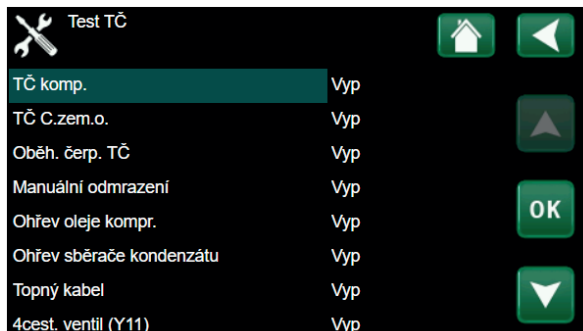 Test TČ
TČ komp. Vyp
TČ C.zem.o. Vyp
Oběh. čerp. TČ Vyp
Manuální odmrazení Vyp
Ohřev oleje kompr. Vyp
OK
Ohřev sběrače kondenzátu Vyp
Topný kabel Vyp
4cest. ventil (Y11) Vyp